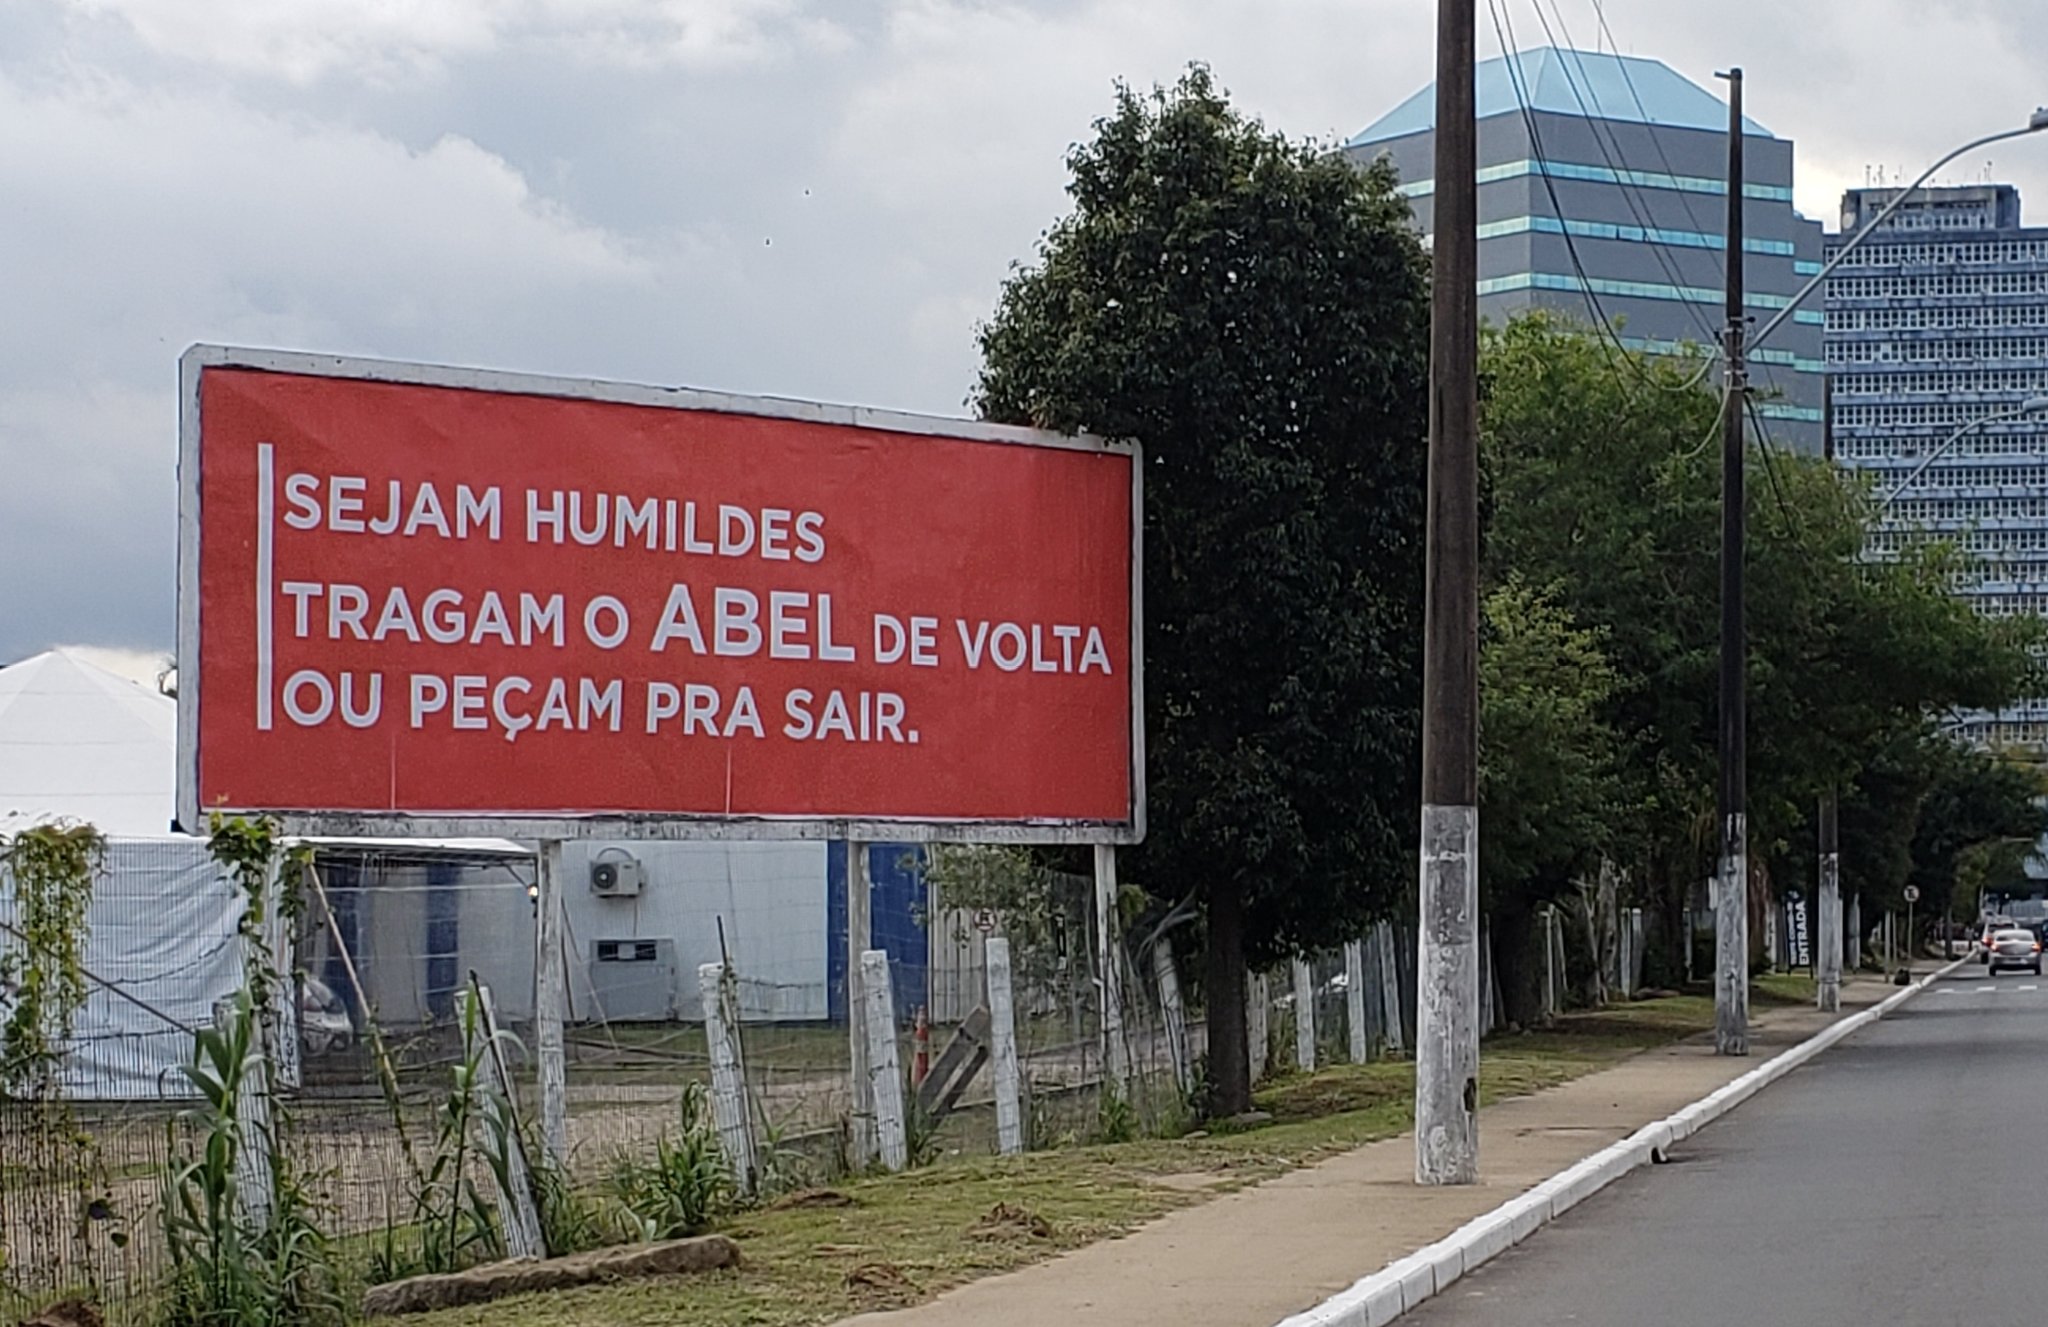 SEJAM HUMILDES
TRAGAM O ABEL DE VOLTA
OU PEÇAM PRA SAIR.
ENTRADA